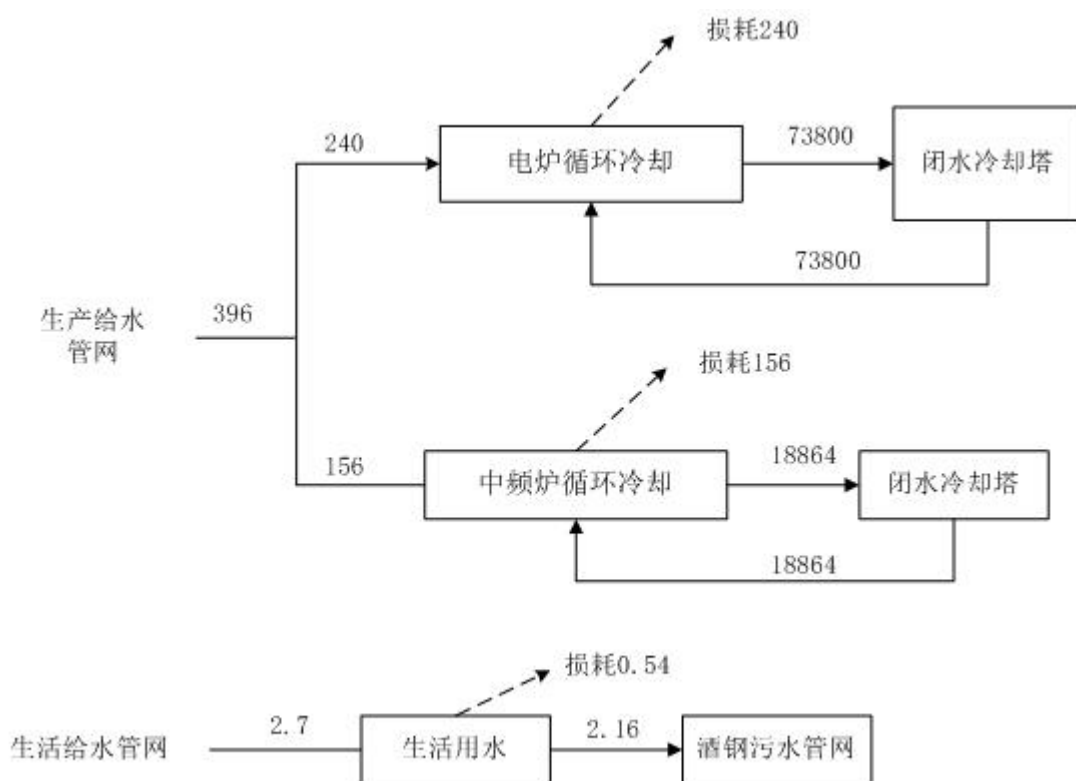 损耗240
240
电炉循环冷却
73800
闭水冷却塔
73800
生产给水
管网
396
损耗156
156
中频炉循环冷却
18864
闭水冷却塔
18864
损耗0.54
生活给水管网
2.7
生活用水
2.16
酒钢污水管网